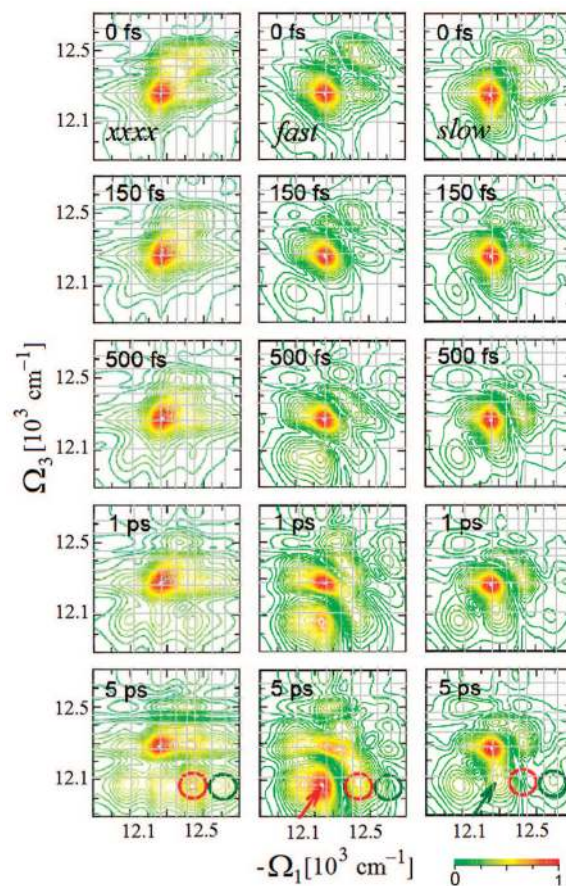 0 fs 0 fs 0 fs
12.5
12.1
xxxx fast slow
150 fs 150 fs 150 fs
12.5
12.1
500 fs 500 fs 500 fs
12.5
12.1
Ω3 [10³ cm⁻¹]
1 ps 1 ps 1 ps
12.5
12.1
5 ps 5 ps 5 ps
12.5
12.1
12.1 12.5 12.1 12.5 12.1 12.5
-Ω1 [10³ cm⁻¹]
0 1